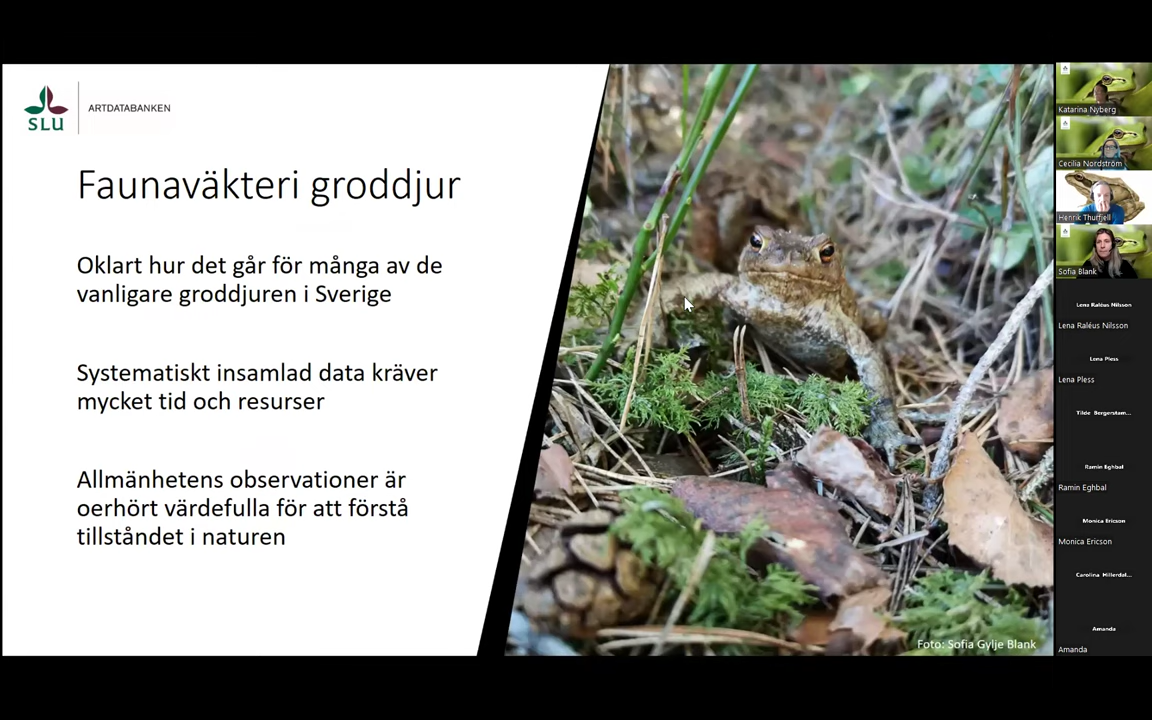 SLU
ARTDATABANKEN
Faunaväkteri groddjur
Oklart hur det går för många av de
vanligare groddjuren i Sverige
Systematiskt insamlad data kräver
mycket tid och resurser
Allmänhetens observationer är
oerhört värdefulla för att förstå
tillståndet i naturen
Foto: Sofia Gylje Blank
Katarina Nyberg
Cecilia Nordström
Henrik Thurfjell
Sofia Blank
Lena Raléus Nilsson
Lena Raléus Nilsson
Lena Pless
Lena Pless
Tilde Bergerstam...
Ramin Eghbal
Ramin Eghbal
Monica Ericson
Monica Ericson
Carolina Hillerdal...
Amanda
Amanda